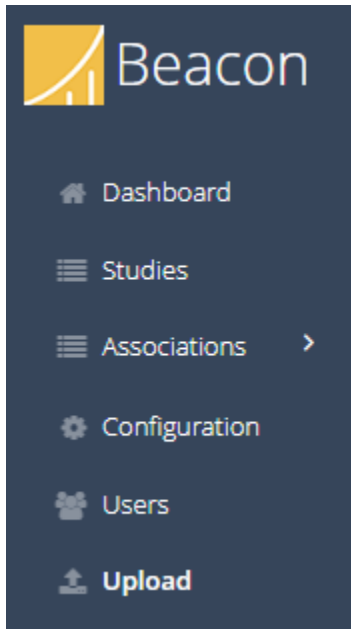 Beacon
Dashboard
Studies
Associations
Configuration
Users
Upload